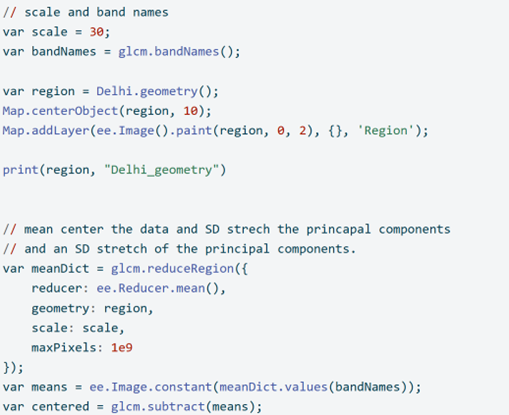 // scale and band names
var scale = 30;
var bandNames = glcm.bandNames();
var region = Delhi.geometry();
Map.centerObject(region, 10);
Map.addLayer(ee.Image().paint(region, 0, 2), {}, 'Region');
print(region, "Delhi_geometry")
// mean center the data and SD strech the princapal components
// and an SD stretch of the principal components.
var meanDict = glcm.reduceRegion({
    reducer: ee.Reducer.mean(),
    geometry: region,
    scale: scale,
    maxPixels: 1e9
});
var means = ee.Image.constant(meanDict.values(bandNames));
var centered = glcm.subtract(means);